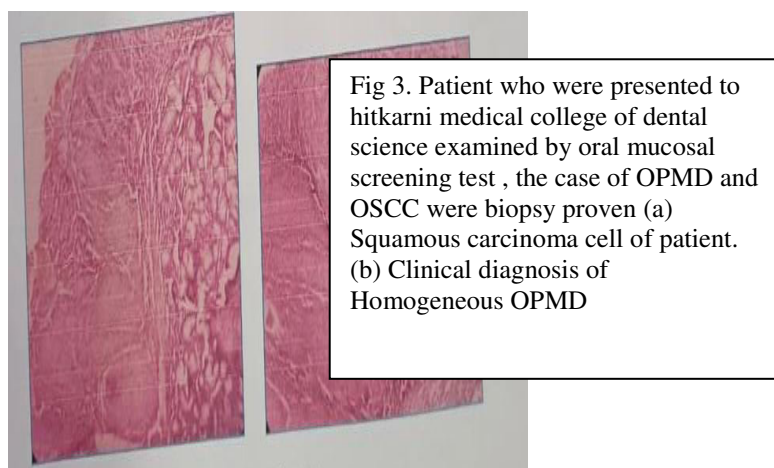 Fig 3. Patient who were presented to
hitkarni medical college of dental
science examined by oral mucosal
screening test , the case of OPMD and
OSCC were biopsy proven (a)
Squamous carcinoma cell of patient.
(b) Clinical diagnosis of
Homogeneous OPMD